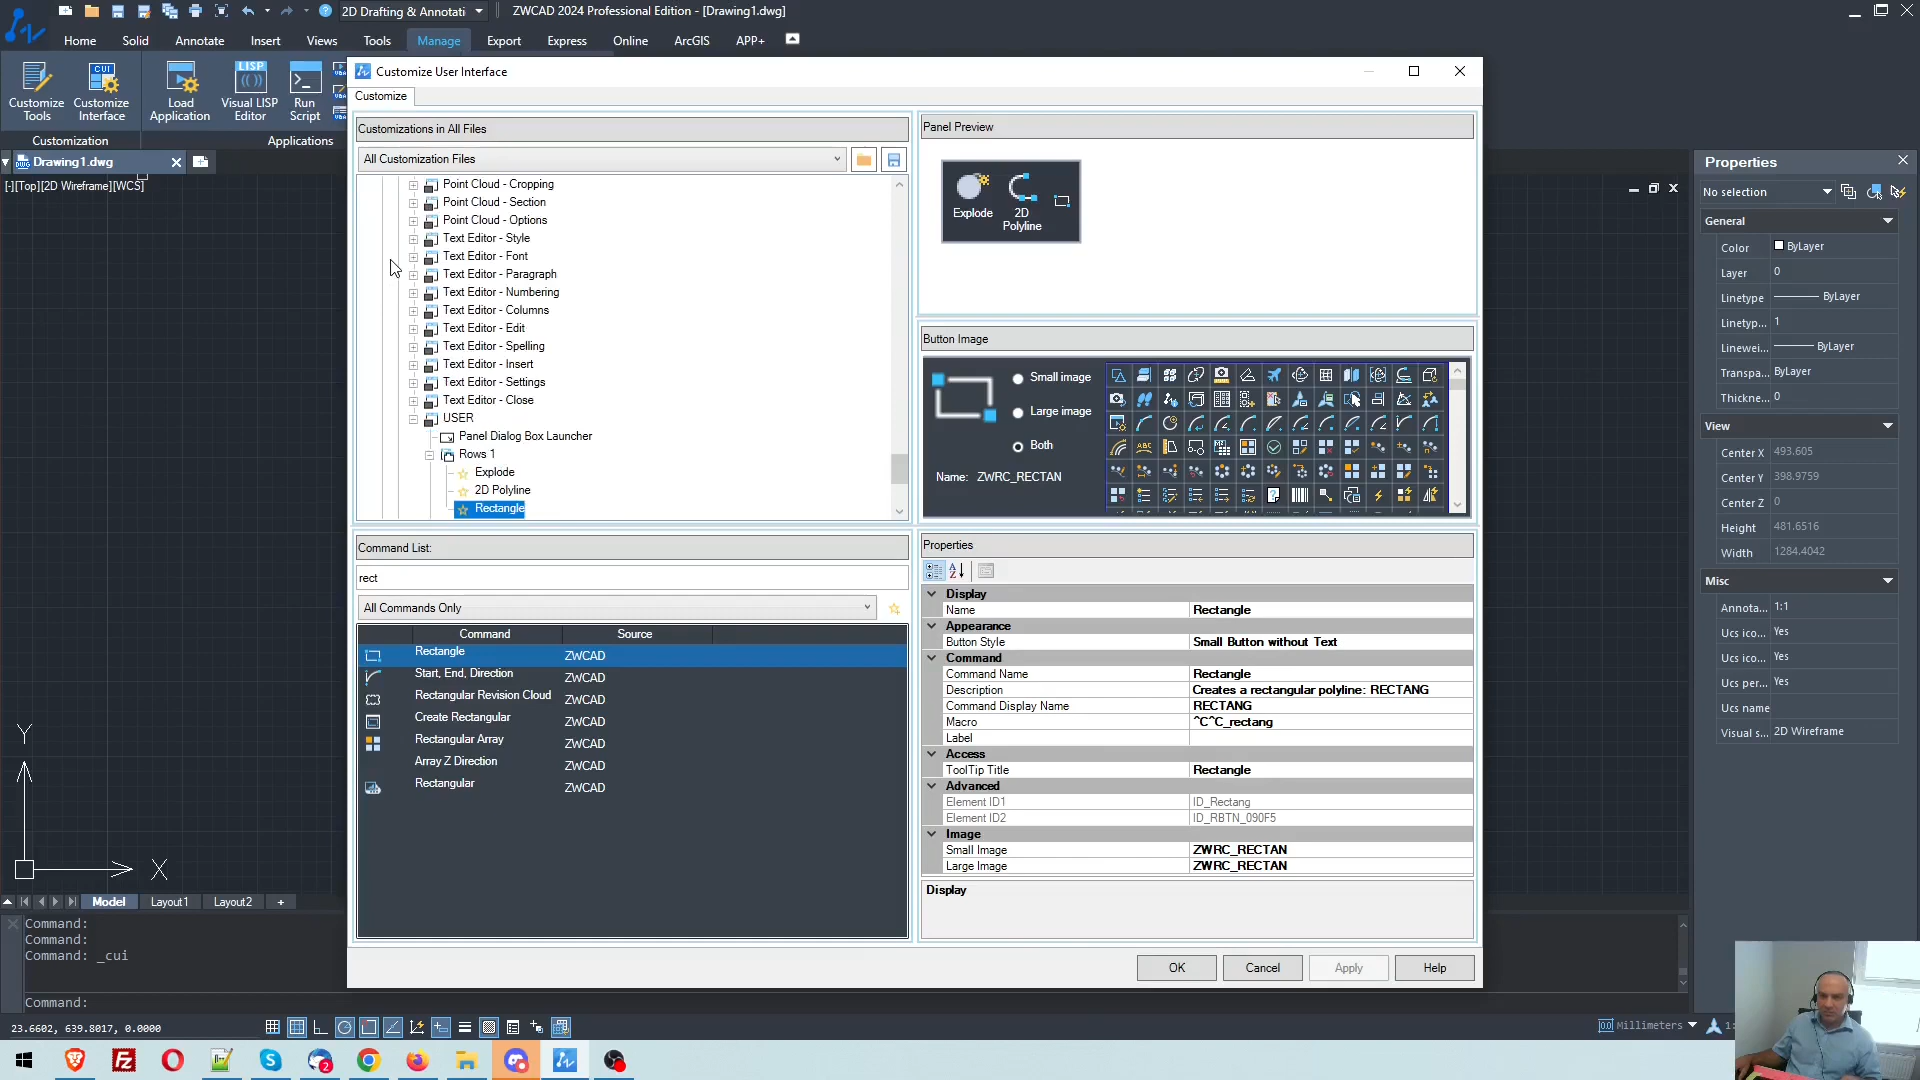 2D Drafting & Annotati
ZWCAD 2024 Professional Edition - [Drawing1.dwg]
Home
Solid
Annotate
Insert
Views
Tools
Manage
Export
Express
Online
ArcGIS
APP+
Customize Tools
CUI
Customize Interface
Load Application
LISP
Visual LISP Editor
Run Script
Customization
Applications
Drawing1.dwg
[-][Top][2D Wireframe][WCS]
Customize User Interface
Customize
Customizations in All Files
All Customization Files
Point Cloud - Cropping
Point Cloud - Section
Point Cloud - Options
Text Editor - Style
Text Editor - Font
Text Editor - Paragraph
Text Editor - Numbering
Text Editor - Columns
Text Editor - Edit
Text Editor - Spelling
Text Editor - Insert
Text Editor - Settings
Text Editor - Close
USER
Panel Dialog Box Launcher
Rows 1
Explode
2D Polyline
Rectangle
Command List:
rect
All Commands Only
Command Source
Rectangle ZWCAD
Start, End, Direction ZWCAD
Rectangular Revision Cloud ZWCAD
Create Rectangular ZWCAD
Rectangular Array ZWCAD
Array Z Direction ZWCAD
Rectangular ZWCAD
Panel Preview
Explode
2D Polyline
Button Image
Small image
Large image
Both
Name: ZWRC_RECTAN
Properties
Display
Name Rectangle
Appearance
Button Style Small Button without Text
Command
Command Name Rectangle
Description Creates a rectangular polyline: RECTANG
Command Display Name RECTANG
Macro ^C^C_rectang
Label
Access
ToolTip Title Rectangle
Advanced
Element ID1 ID_Rectang
Element ID2 ID_RBTN_090F5
Image
Small Image ZWRC_RECTAN
Large Image ZWRC_RECTAN
Display
OK
Cancel
Apply
Help
Properties
No selection
General
Color ByLayer
Layer 0
Linetype ByLayer
Linetyp... 1
Linewei... ByLayer
Transpa... ByLayer
Thickne... 0
View
Center X 493.605
Center Y 398.9759
Center Z 0
Height 481.6516
Width 1284.4042
Misc
Annota... 1:1
Ucs ico... Yes
Ucs ico... Yes
Ucs per... Yes
Ucs name
Visual s... 2D Wireframe
Y
X
Model
Layout1
Layout2
+
Command:
Command:
Command: _cui
Command:
23.6602, 639.8017, 0.0000
Millimeters